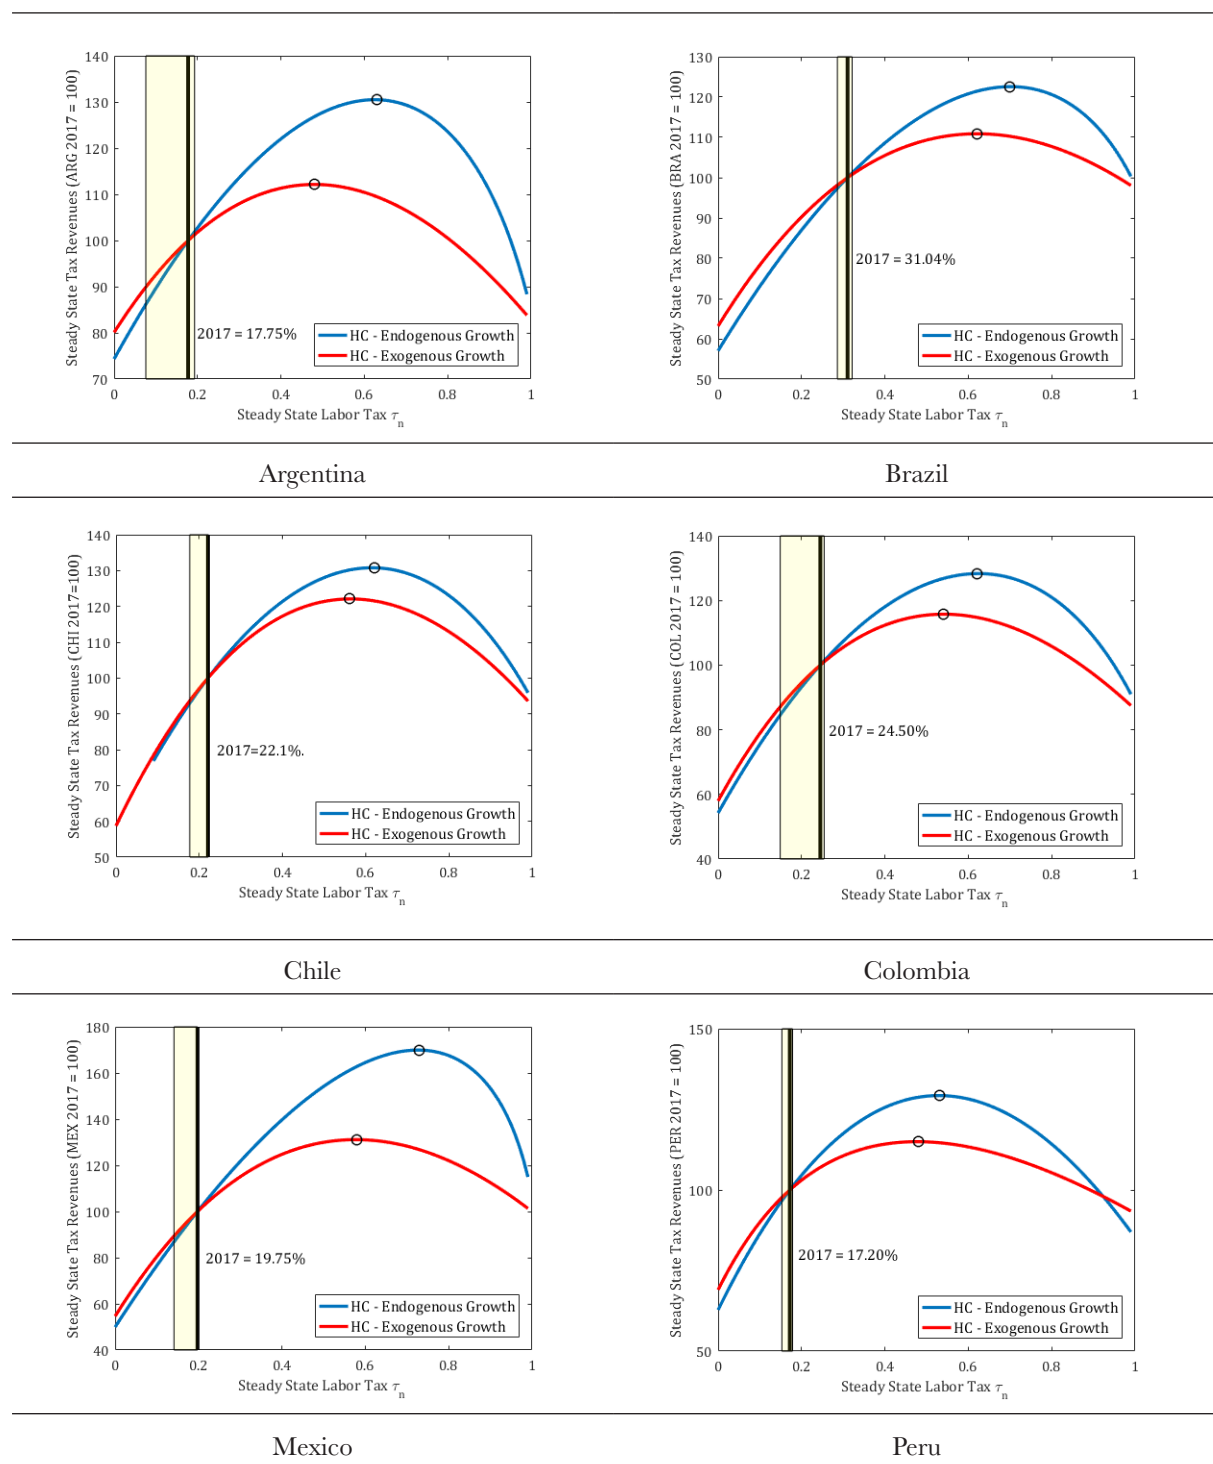 Steady State Tax Revenues (ARG 2017 = 100)
140
130
120
110
100
90
80
70
2017 = 17.75%
HC - Endogenous Growth
HC - Exogenous Growth
0 0.2 0.4 0.6 0.8 1
Steady State Labor Tax τn
Steady State Tax Revenues (BRA 2017 = 100)
130
120
110
100
90
80
70
60
50
2017 = 31.04%
HC - Endogenous Growth
HC - Exogenous Growth
0 0.2 0.4 0.6 0.8 1
Steady State Labor Tax τn
Argentina Brazil
Steady State Tax Revenues (CHI 2017=100)
140
130
120
110
100
90
80
70
60
50
2017=22.1%.
HC - Endogenous Growth
HC - Exogenous Growth
0 0.2 0.4 0.6 0.8 1
Steady State Labor Tax τn
Steady State Tax Revenues (COL 2017 = 100)
140
120
100
80
60
40
2017 = 24.50%
HC - Endogenous Growth
HC - Exogenous Growth
0 0.2 0.4 0.6 0.8 1
Steady State Labor Tax τn
Chile Colombia
Steady State Tax Revenues (MEX 2017 = 100)
180
160
140
120
100
80
60
40
2017 = 19.75%
HC - Endogenous Growth
HC - Exogenous Growth
0 0.2 0.4 0.6 0.8 1
Steady State Labor Tax τn
Steady State Tax Revenues (PER 2017 = 100)
150
100
50
2017 = 17.20%
HC - Endogenous Growth
HC - Exogenous Growth
0 0.2 0.4 0.6 0.8 1
Steady State Labor Tax τn
Mexico Peru